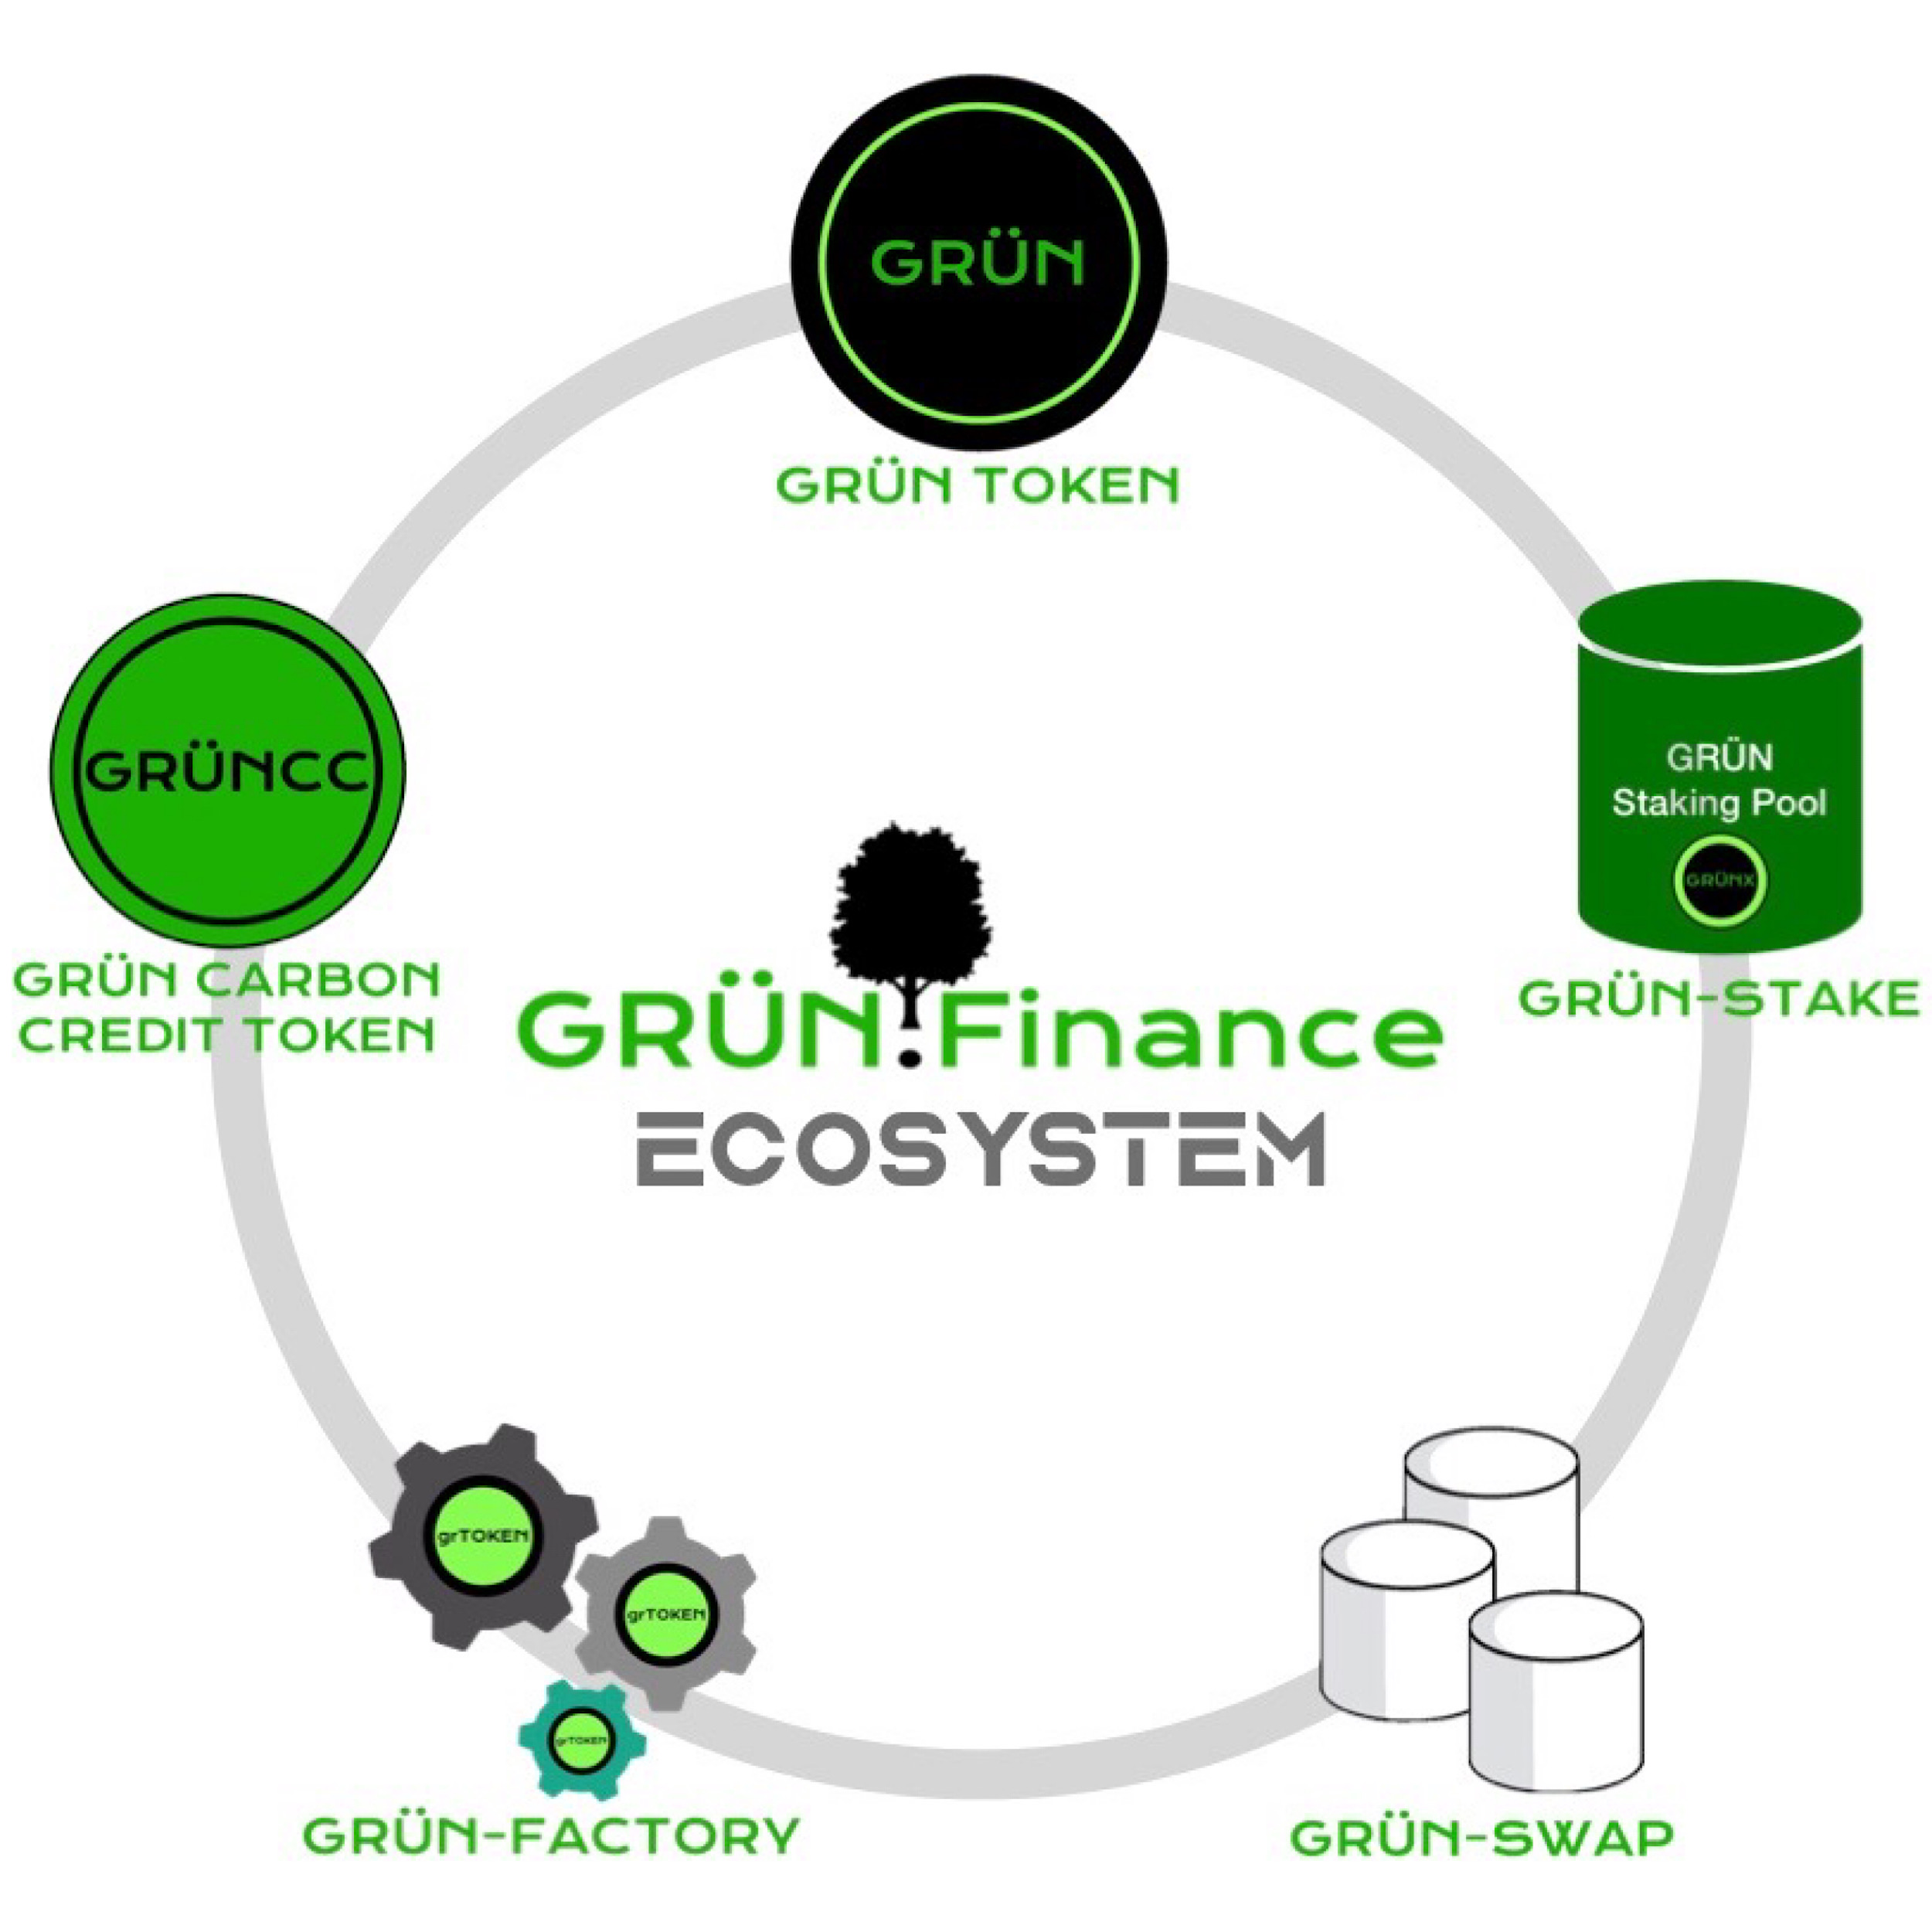 GRÜN
GRÜN TOKEN
GRÜNCC
GRÜN CARBON
CREDIT TOKEN
GRÜN
Staking Pool
GRÜNX
GRÜN-STAKE
GRÜN.Finance
ECOSYSTEM
grTOKEN
grTOKEN
grTOKEN
GRÜN-FACTORY
GRÜN-SWAP